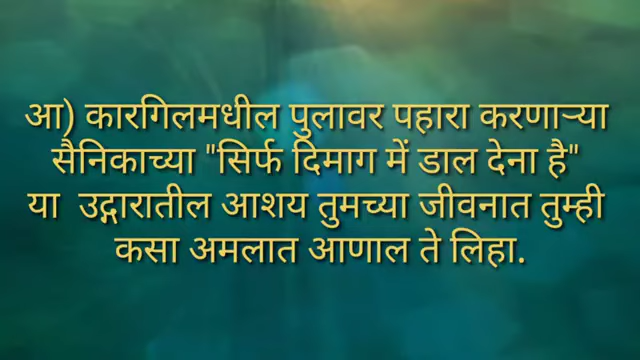 आ) कारगिलमधील पुलावर पहारा करणाऱ्या
सैनिकाच्या "सिर्फ दिमाग में डाल देना है"
या उद्गारातील आशय तुमच्या जीवनात तुम्ही
कसा अमलात आणाल ते लिहा.